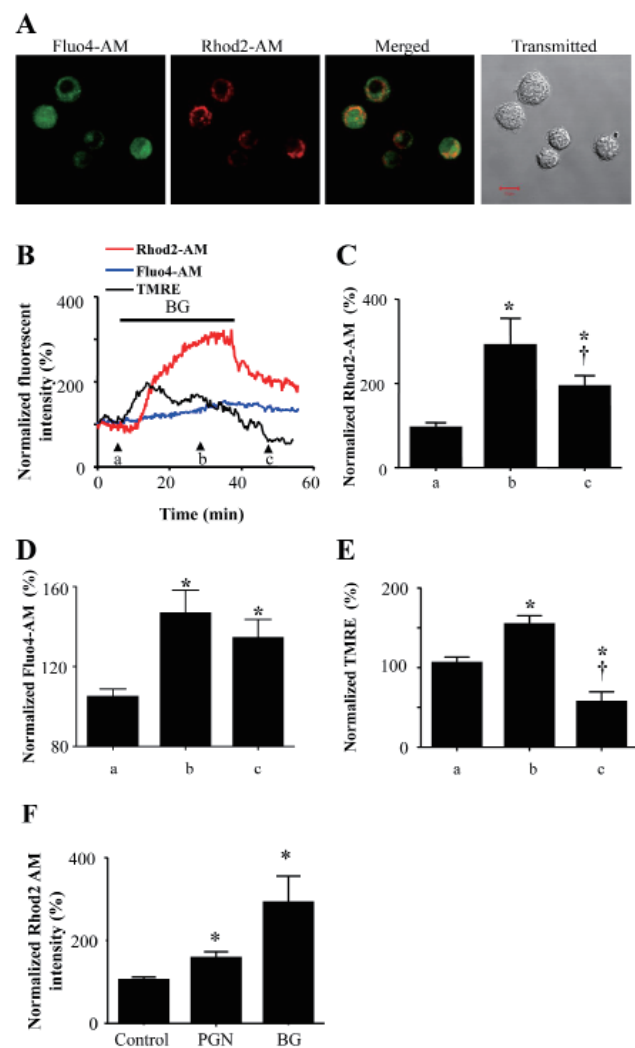 A
Fluo4-AM Rhod2-AM Merged Transmitted
B
Rhod2-AM
Fluo4-AM
TMRE
BG
Normalized fluorescent
intensity (%)
400
200
0
a b c
0 20 40 60
Time (min)
C
Normalized Rhod2-AM (%)
400
200
0
*
*
†
a b c
D
Normalized Fluo4-AM (%)
160
120
80
*
*
a b c
E
Normalized TMRE (%)
200
100
0
*
*
†
a b c
F
Normalized Rhod2 AM
intensity (%)
400
200
0
*
*
Control PGN BG